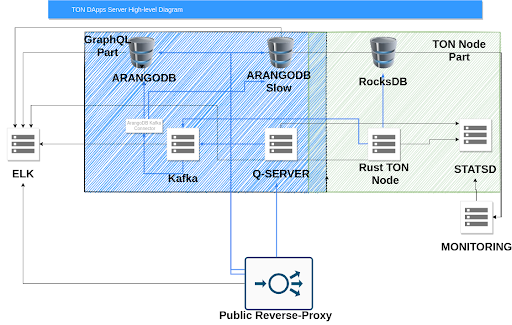 TON DApps Server High-level Diagram
GraphQL
Part
TON Node
Part
ARANGODB
ARANGODB
Slow
RocksDB
ArangoDB Kafka
Connector
ELK
Kafka
Q-SERVER
Rust TON
Node
STATSD
MONITORING
Public Reverse-Proxy